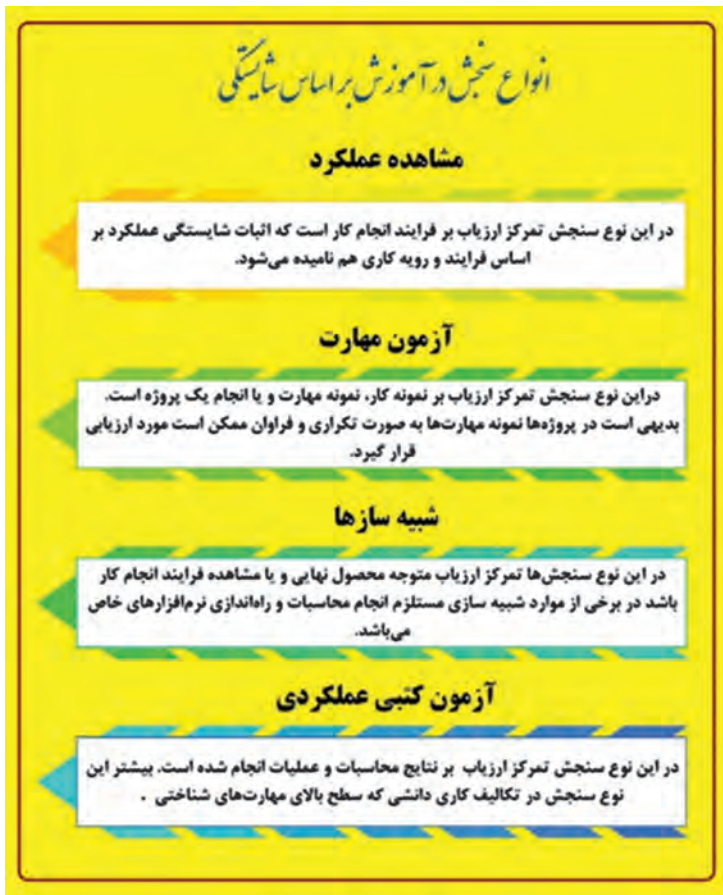 انواع سنجش در آموزش بر اساس شایستگی
مشاهده عملکرد
در این نوع سنجش تمرکز ارزیاب بر فرایند انجام کار است که اثبات شایستگی عملکرد بر
اساس فرایند و رویه کاری هم نامیده می‌شود.
آزمون مهارت
دراین نوع سنجش تمرکز ارزیاب بر نمونه کار، نمونه مهارت و یا انجام یک پروژه است.
بدیهی است در پروژه‌ها نمونه مهارت‌ها به صورت تکراری و فراوان ممکن است مورد ارزیابی
قرار گیرد.
شبیه سازها
در این نوع سنجش‌ها تمرکز ارزیاب متوجه محصول نهایی و یا مشاهده فرایند انجام کار
باشد در برخی از موارد شبیه سازی مستلزم انجام محاسبات و راه‌اندازی نرم‌افزارهای خاص
می‌باشد.
آزمون کتبی عملکردی
در این نوع سنجش تمرکز ارزیاب بر نتایج محاسبات و عملیات انجام شده است. بیشتر این
نوع سنجش در تکالیف کاری دانشی که سطح بالای مهارت‌های شناختی .